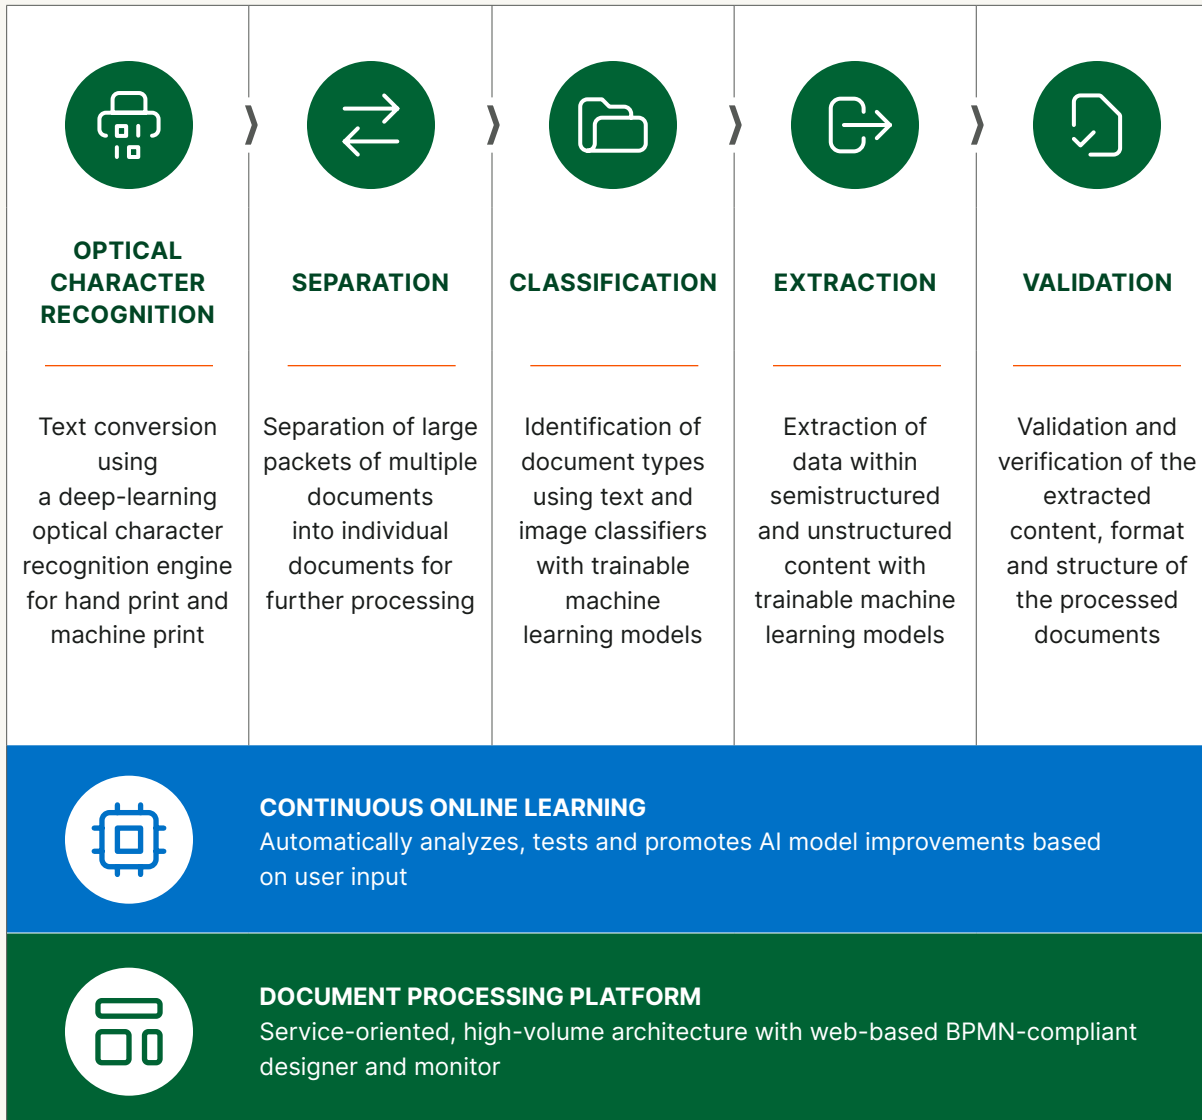 OPTICAL
CHARACTER
RECOGNITION
Text conversion
using
a deep-learning
optical character
recognition engine
for hand print and
machine print
SEPARATION
Separation of large
packets of multiple
documents
into individual
documents for
further processing
CLASSIFICATION
Identification of
document types
using text and
image classifiers
with trainable
machine
learning models
EXTRACTION
Extraction of
data within
semistructured
and unstructured
content with
trainable machine
learning models
VALIDATION
Validation and
verification of the
extracted
content, format
and structure of
the processed
documents
CONTINUOUS ONLINE LEARNING
Automatically analyzes, tests and promotes AI model improvements based
on user input
DOCUMENT PROCESSING PLATFORM
Service-oriented, high-volume architecture with web-based BPMN-compliant
designer and monitor